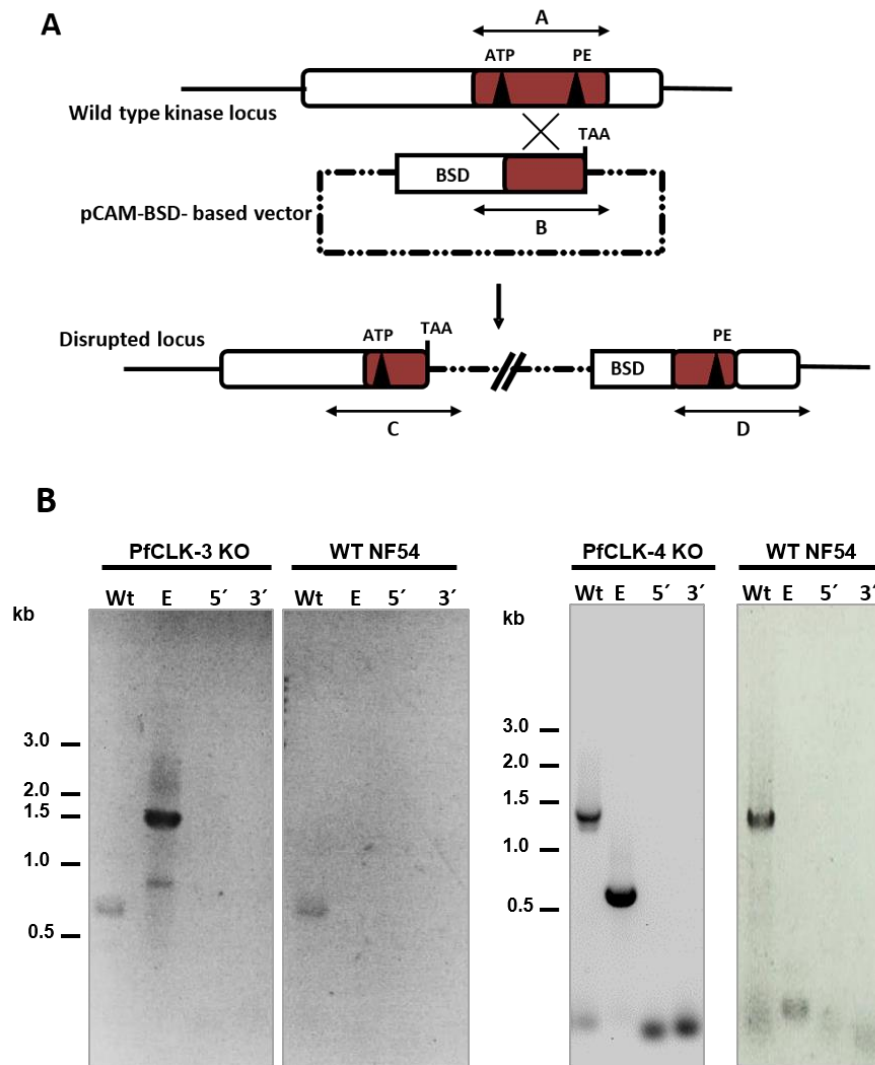 A
A
ATP PE
Wild type kinase locus
TAA
BSD
pCAM-BSD- based vector
B
Disrupted locus
ATP TAA
PE
BSD
C D
B
PfCLK-3 KO WT NF54 PfCLK-4 KO WT NF54
Wt E 5´ 3´ Wt E 5´ 3´ Wt E 5´ 3´ Wt E 5´ 3´
kb kb
3.0 3.0
2.0 2.0
1.5 1.5
1.0 1.0
0.5 0.5